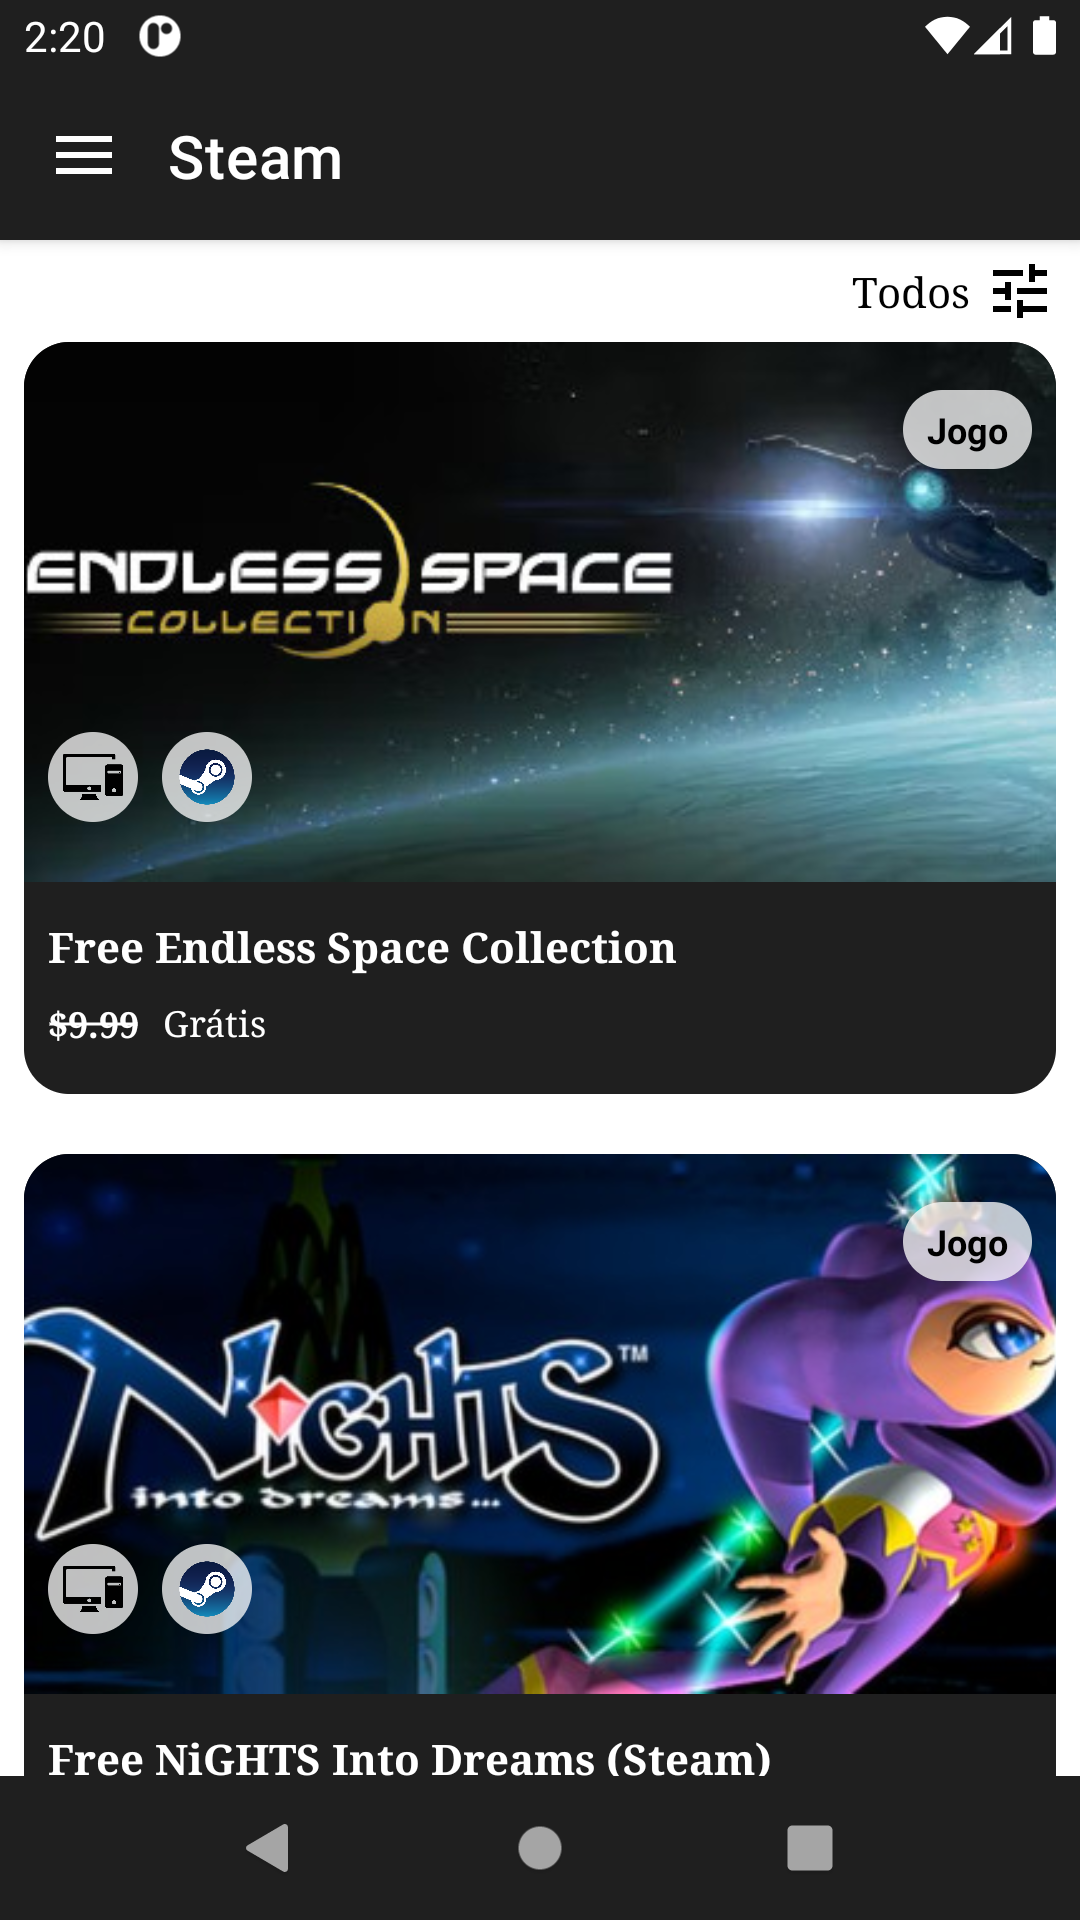 2:20
Steam
Todos
Jogo
ENDLESS SPACE
COLLECTION
Free Endless Space Collection
$9.99 Grátis
Jogo
NiGHTS™
into dreams...
Free NiGHTS Into Dreams (Steam)